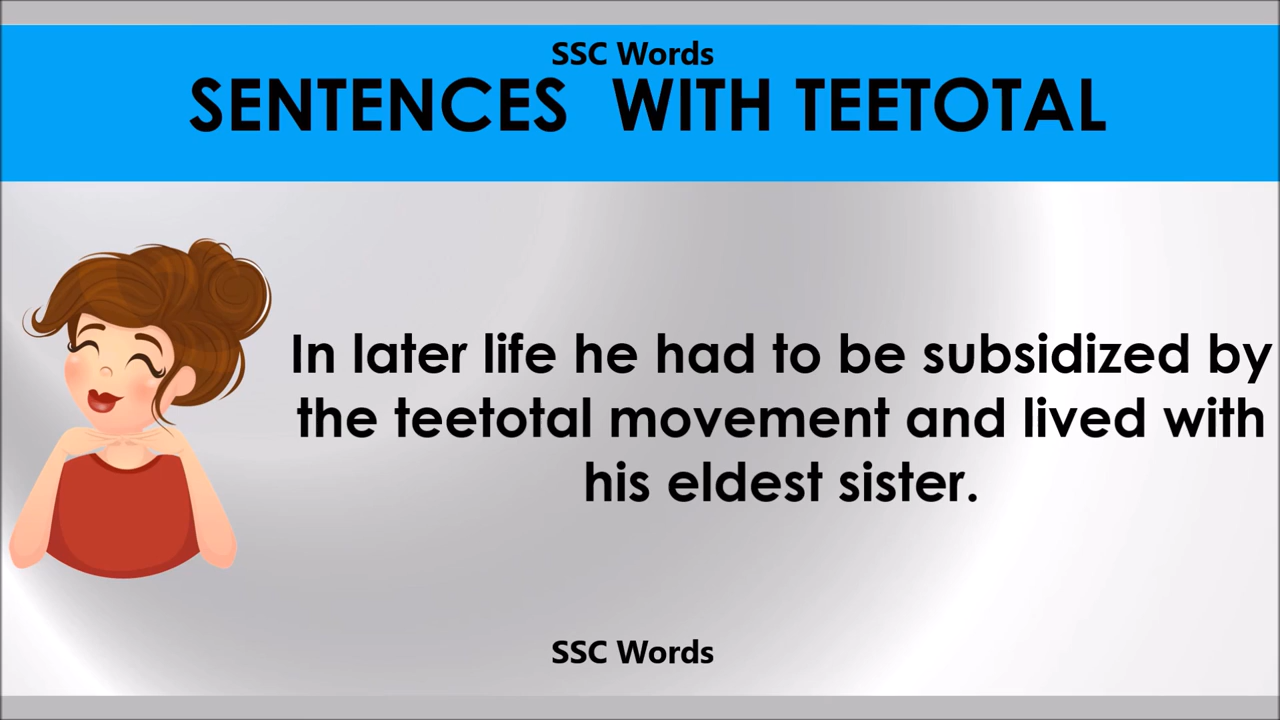 SSC Words
SENTENCES WITH TEETOTAL
In later life he had to be subsidized by
the teetotal movement and lived with
his eldest sister.
SSC Words